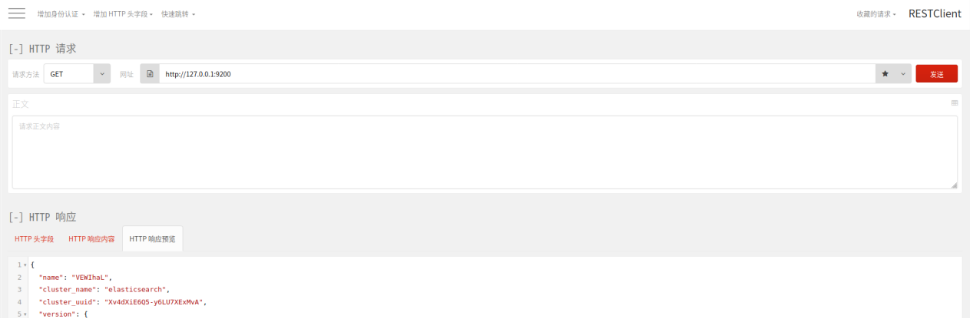 增加身份认证 增加 HTTP 头字段 快速跳转 收藏的请求 RESTClient
[-] HTTP 请求
请求方法 GET 网址 http://127.0.0.1:9200 发送
正文
请求正文内容
[-] HTTP 响应
HTTP 头字段 HTTP 响应内容 HTTP 响应预览
1 {
2 "name": "VEWIhaL",
3 "cluster_name": "elasticsearch",
4 "cluster_uuid": "Xv4dXiE6Q5-y6LU7XExMvA",
5 "version": {